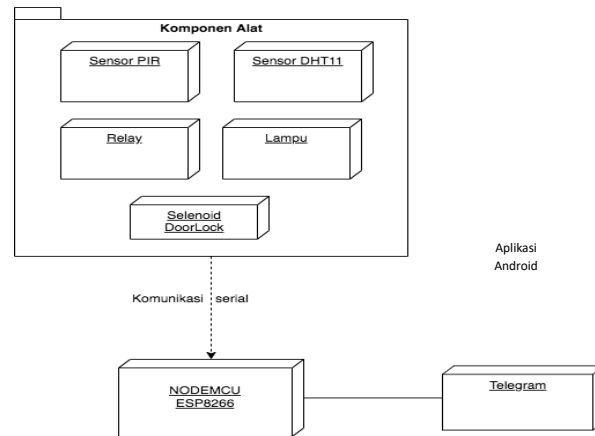 Komponen Alat
Sensor PIR
Sensor DHT11
Relay
Lampu
Selenoid
DoorLock
Aplikasi
Android
Komunikasi serial
NODEMCU
ESP8266
Telegram